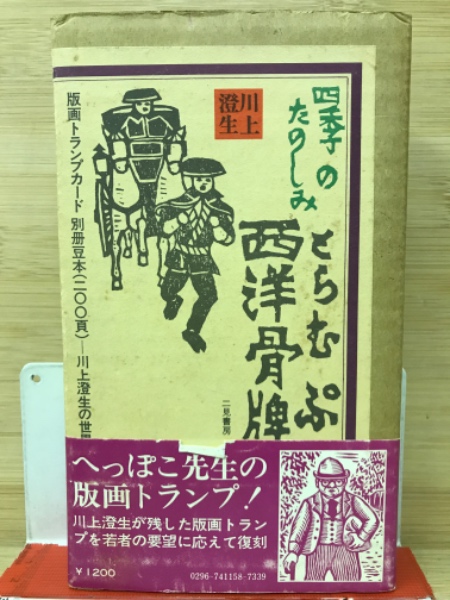 四季の
たのしみ
とらむぷ
西洋骨牌
川上
澄生
二見書房
版画トランプカード 別冊豆本(二〇〇頁)—川上澄生の世界
へっぽこ先生の
版画トランプ!
川上澄生が残した版画トラン
プを若者の要望に応えて復刻
¥1200
0296-741158-7339